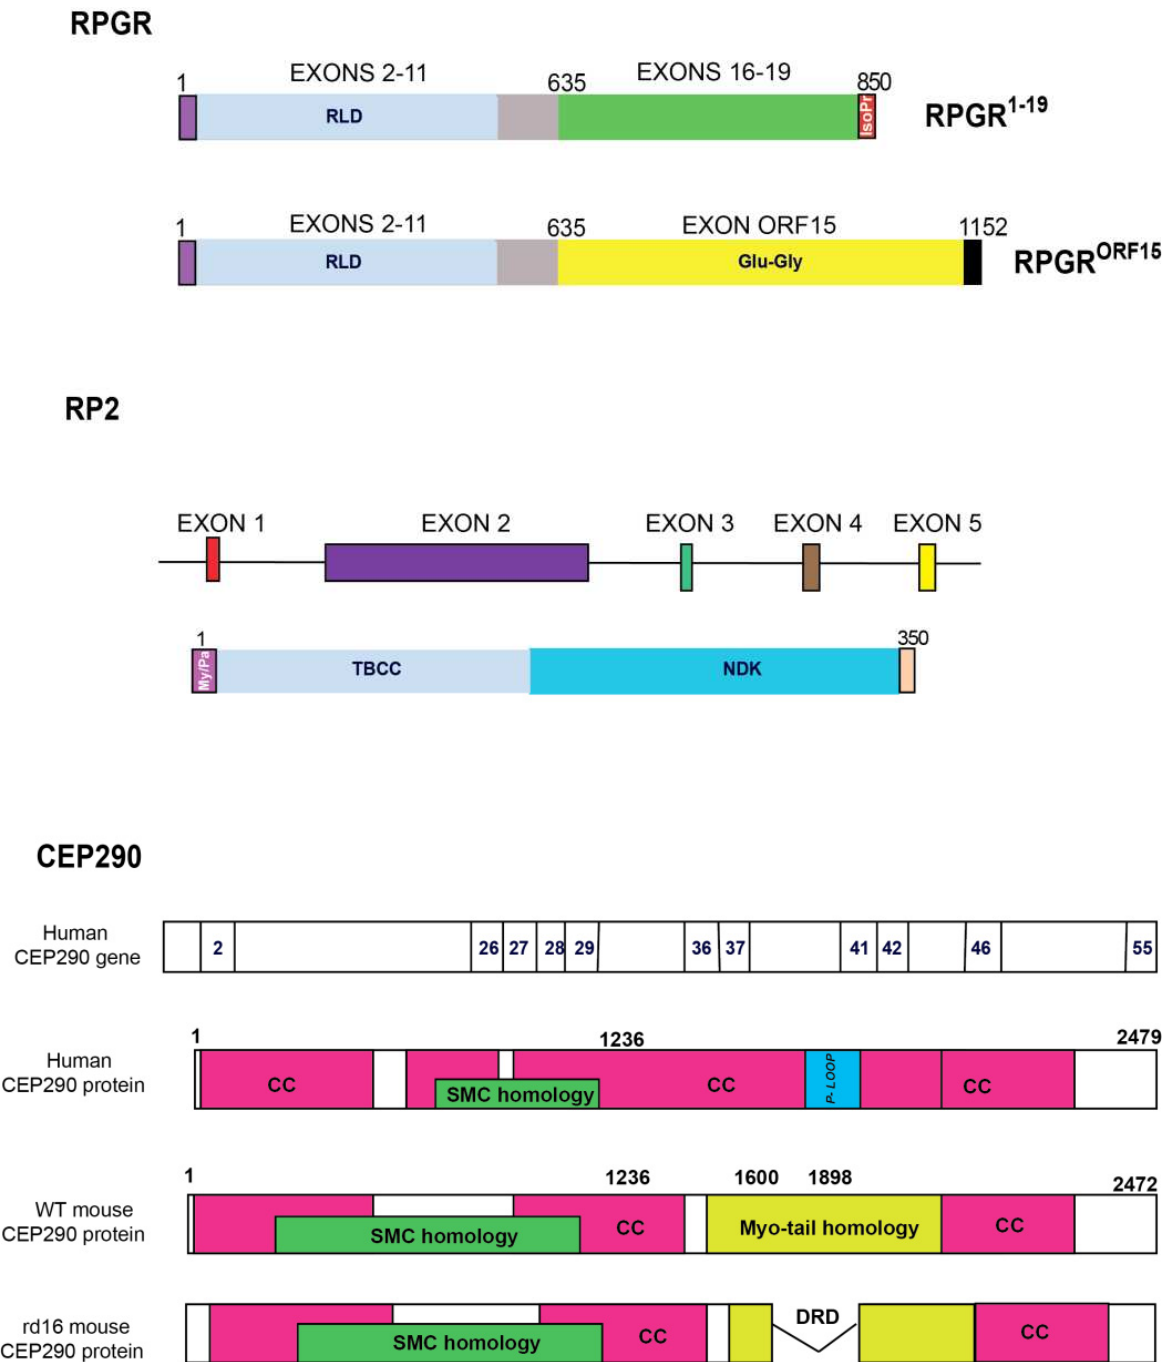 RPGR
1 EXONS 2-11 635 EXONS 16-19 850
RLD IsoPr RPGR1-19
1 EXONS 2-11 635 EXON ORF15 1152
RLD Glu-Gly RPGRORF15
RP2
EXON 1 EXON 2 EXON 3 EXON 4 EXON 5
1 350
My/Pa TBCC NDK
CEP290
Human
CEP290 gene
2 26 27 28 29 36 37 41 42 46 55
1 1236 2479
Human
CEP290 protein
CC SMC homology CC P- LOOP CC
1 1236 1600 1898 2472
WT mouse
CEP290 protein
SMC homology CC Myo-tail homology CC
rd16 mouse
CEP290 protein
SMC homology CC DRD CC